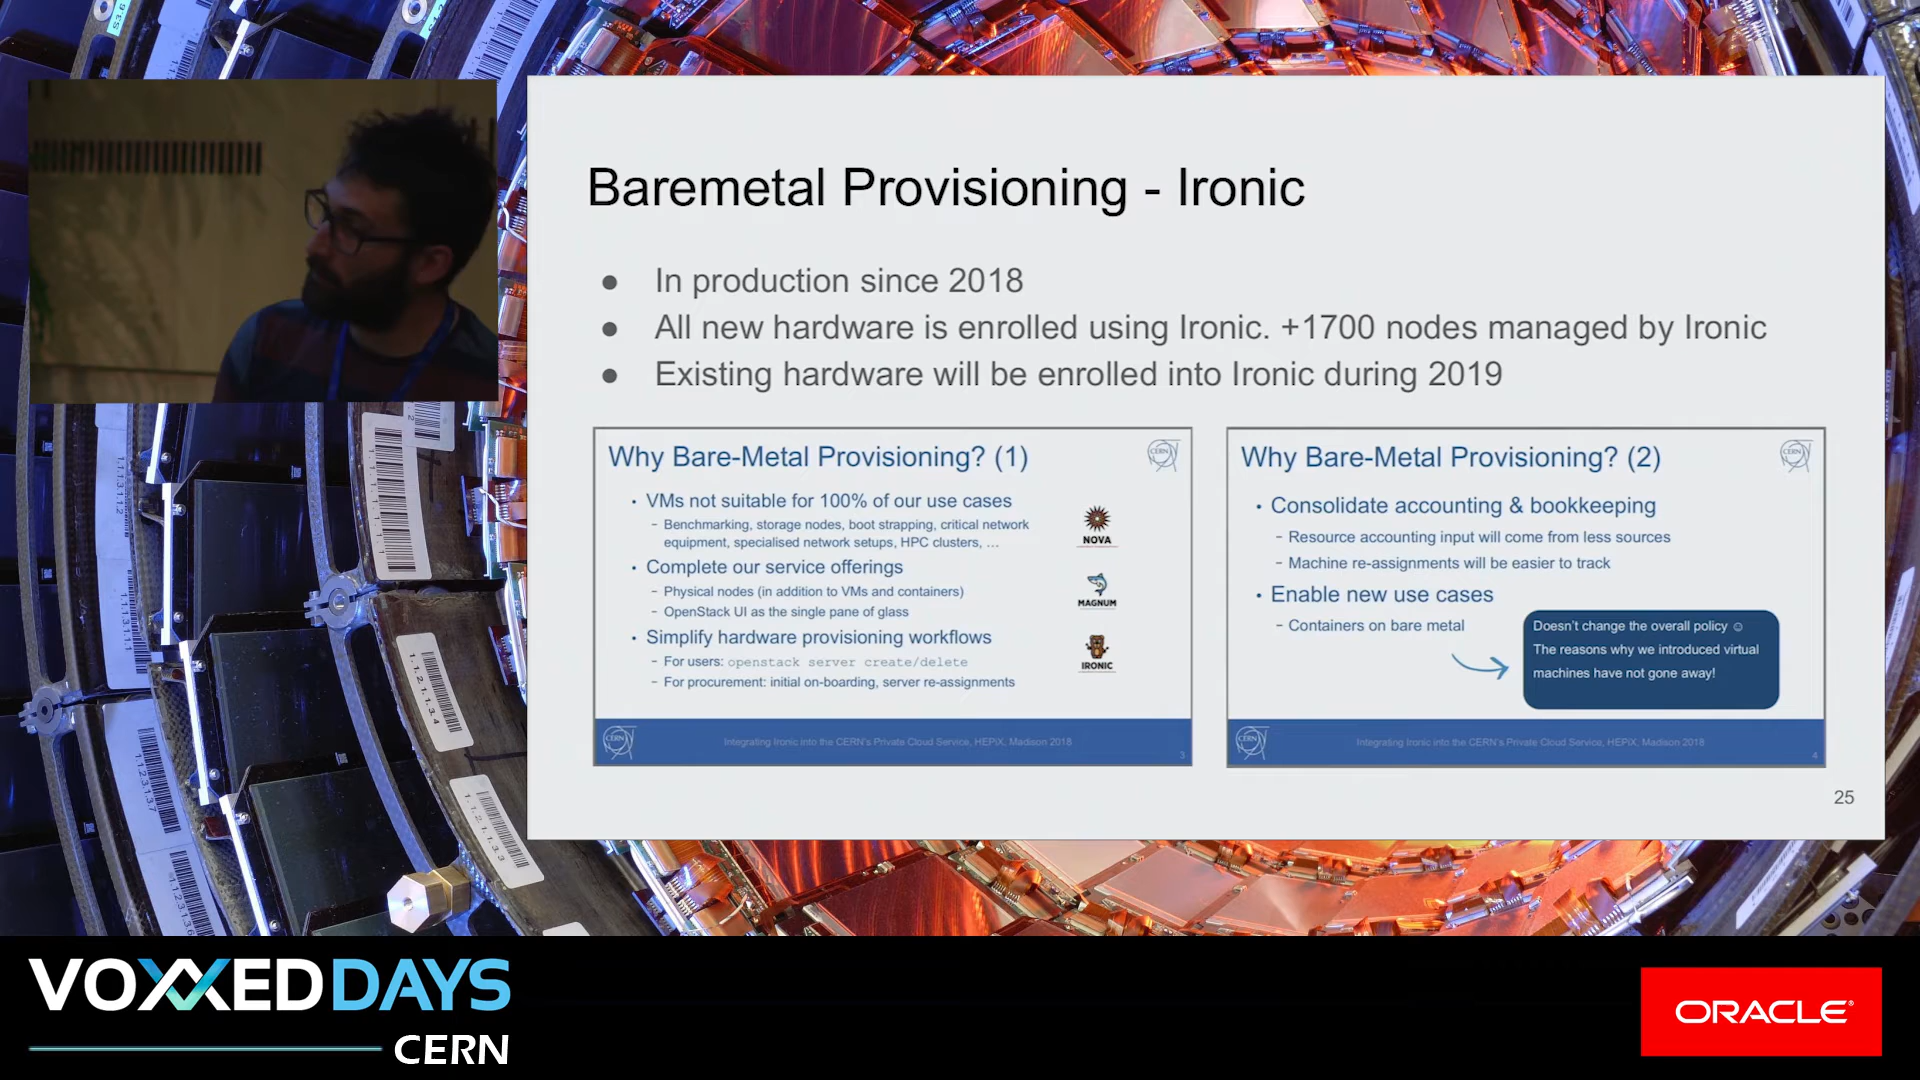 Baremetal Provisioning - Ironic
● In production since 2018
● All new hardware is enrolled using Ironic. +1700 nodes managed by Ironic
● Existing hardware will be enrolled into Ironic during 2019
Why Bare-Metal Provisioning? (1)
CERN
• VMs not suitable for 100% of our use cases
− Benchmarking, storage nodes, boot strapping, critical network
equipment, specialised network setups, HPC clusters, …
• Complete our service offerings
− Physical nodes (in addition to VMs and containers)
− OpenStack UI as the single pane of glass
• Simplify hardware provisioning workflows
− For users: openstack server create/delete
− For procurement: initial on-boarding, server re-assignments
NOVA
MAGNUM
IRONIC
CERN
Integrating Ironic into the CERN's Private Cloud Service, HEPiX, Madison 2018
3
Why Bare-Metal Provisioning? (2)
CERN
• Consolidate accounting & bookkeeping
− Resource accounting input will come from less sources
− Machine re-assignments will be easier to track
• Enable new use cases
− Containers on bare metal
Doesn't change the overall policy ☺
The reasons why we introduced virtual
machines have not gone away!
CERN
Integrating Ironic into the CERN's Private Cloud Service, HEPiX, Madison 2018
4
25
VOXXED DAYS
CERN
ORACLE®